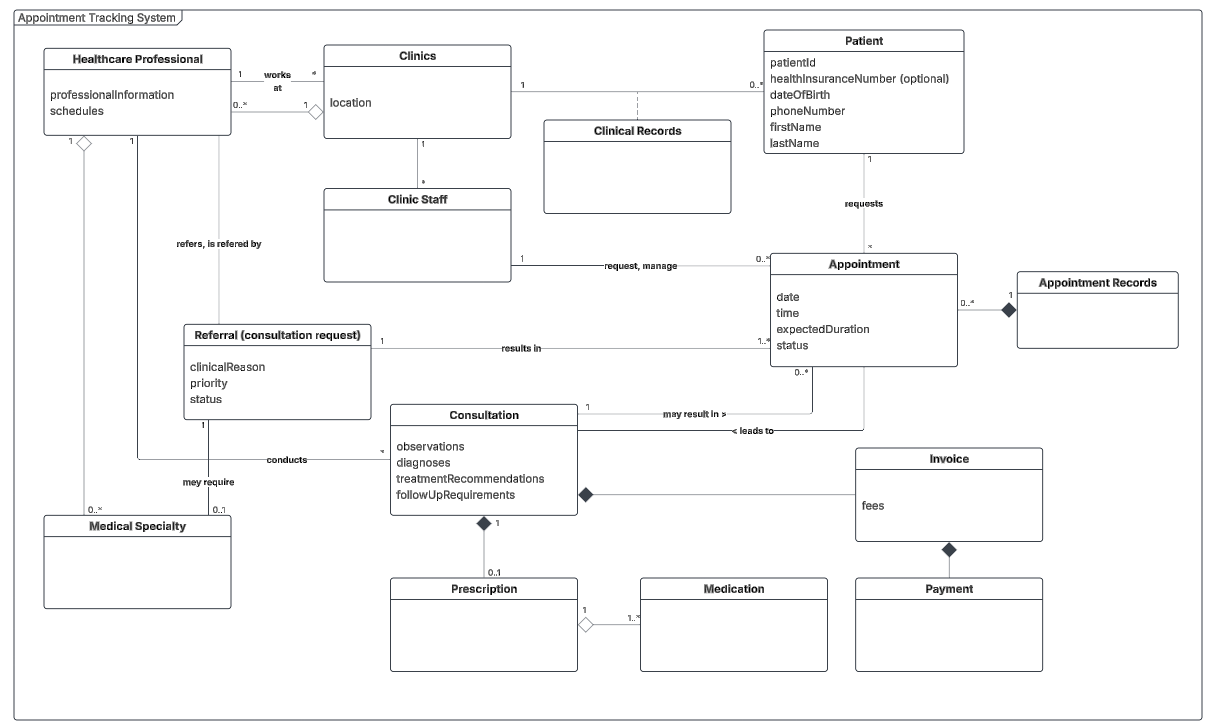 Appointment Tracking System
Healthcare Professional
professionalInformation
schedules
1
works
at
*
0..*
1
Clinics
location
1
0..*
Clinical Records
Patient
patientId
healthInsuranceNumber (optional)
dateOfBirth
phoneNumber
firstName
lastName
1
1
1
*
Clinic Staff
1
requests
*
refers, is refered by
1
request, manage
0..*
Appointment
date
time
expectedDuration
status
0..*
1
Appointment Records
Referral (consultation request)
clinicalReason
priority
status
1
results in
1..*
0..*
1
may result in >
< leads to
Consultation
observations
diagnoses
treatmentRecommendations
followUpRequirements
1
conducts
*
mey require
0..*
0..1
Medical Specialty
Invoice
fees
1
0..1
Prescription
1
1..*
Medication
Payment